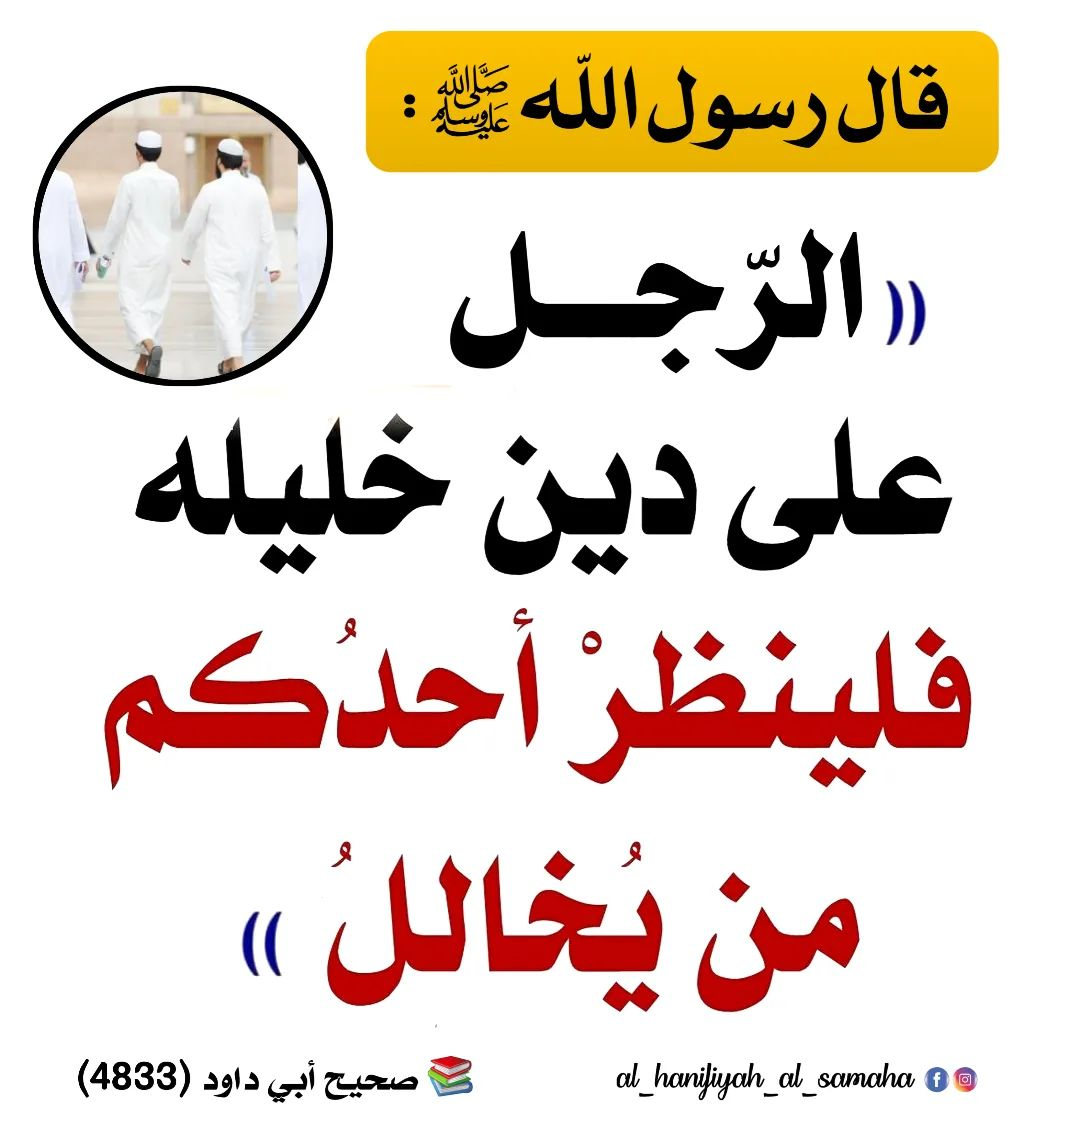 قال رسول الله ﷺ :
(( الرّجل
على دين خليله
فلينظرْ أحدُكم
من يُخاللُ ))
صحيح أبي داود (4833)
al_hanifiyah_al_samaha